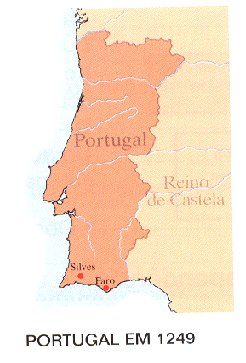 Portugal
Reino
de Castela
Silves
Faro
PORTUGAL EM 1249